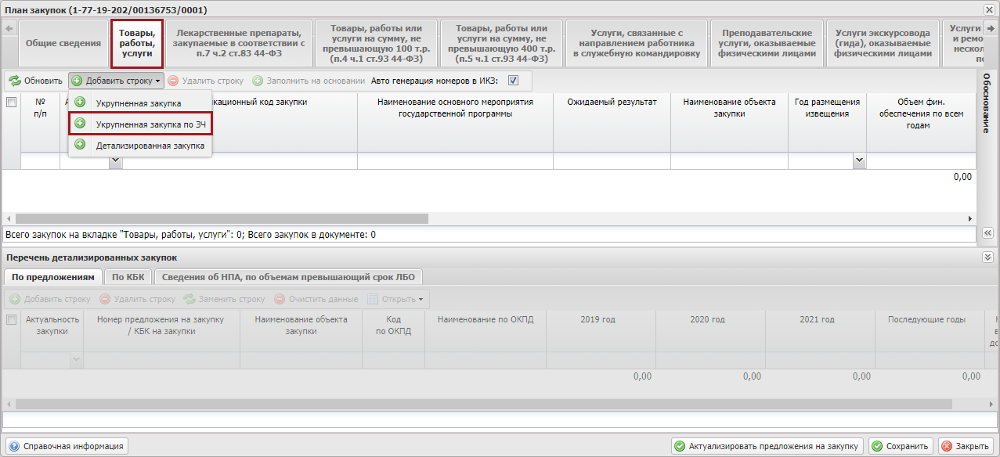 План закупок (1-77-19-202/00136753/0001)
Общие сведения
Товары,
работы,
услуги
Лекарственные препараты,
закупаемые в соответствии с
п.7 ч.2 ст.83 44-ФЗ
Товары, работы или
услуги на сумму, не
превышающую 100 т.р.
(п.4 ч.1 ст.93 44-ФЗ)
Товары, работы или
услуги на сумму, не
превышающую 400 т.р.
(п.5 ч.1 ст.93 44-ФЗ)
Услуги, связанные с
направлением работника
в служебную командировку
Преподавательские
услуги, оказываемые
физическими лицами
Услуги экскурсовода
(гида), оказываемые
физическими лицами
Услуги
и ремо
нескол
по
Обновить
Добавить строку
Удалить строку
Заполнить на основании
Авто генерация номеров в ИКЗ:
Укрупненная закупка
Укрупненная закупка по ЗЧ
Детализированная закупка
№
п/п
А
кационный код закупки
Наименование основного мероприятия
государственной программы
Ожидаемый результат
Наименование объекта
закупки
Год размещения
извещения
Объем фин.
обеспечения по всем
годам
0,00
Обоснование
Всего закупок на вкладке "Товары, работы, услуги": 0; Всего закупок в документе: 0
Перечень детализированных закупок
По предложениям
По КБК
Сведения об НПА, по объемам превышающий срок ЛБО
Добавить строку
Удалить строку
Заменить строку
Очистить данные
Открыть
Актуальность
закупки
Номер предложения на закупку
/ КБК на закупки
Наименование объекта
закупки
Код
по ОКПД
Наименование по ОКПД
2019 год
2020 год
2021 год
Последующие годы
0,00
0,00
0,00
0,00
Справочная информация
Актуализировать предложения на закупку
Сохранить
Закрыть